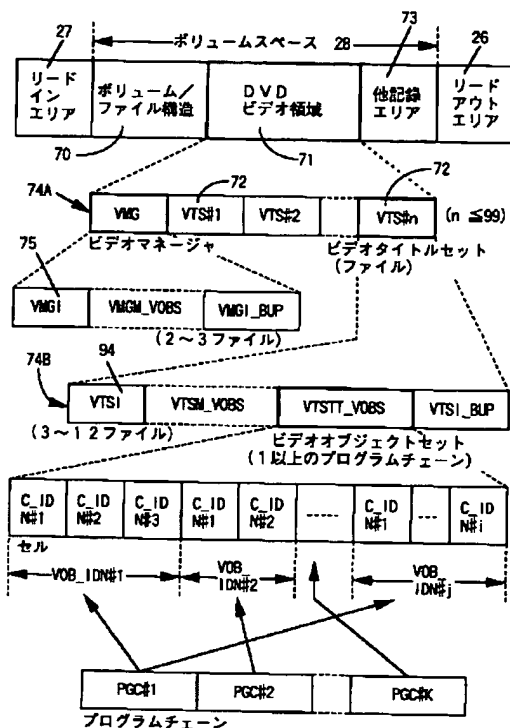 27
ボリュームスペース 28
73
26
リード
イン
エリア
ボリューム／
ファイル構造
DVD
ビデオ領域
他記録
エリア
リード
アウト
エリア
70
71
74A
72
72
VMG
VTS#1
VTS#2
VTS#n
(n ≦99)
ビデオマネージャ
ビデオタイトルセット
(ファイル)
75
VMGI
VMGM_VOBS
VMGI_BUP
(2〜3ファイル)
74B
94
VTSI
VTSM_VOBS
VTSTT_VOBS
VTSI_BUP
(3〜12ファイル)
ビデオオブジェクトセット
(1以上のプログラムチェーン)
C_ID
N#1
C_ID
N#2
C_ID
N#3
C_ID
N#1
C_ID
N#2
C_ID
N#1
C_ID
N#i
セル
VOB_IDN#1
VOB_
IDN#2
VOB_
IDN#j
PGC#1
PGC#2
PGC#K
プログラムチェーン